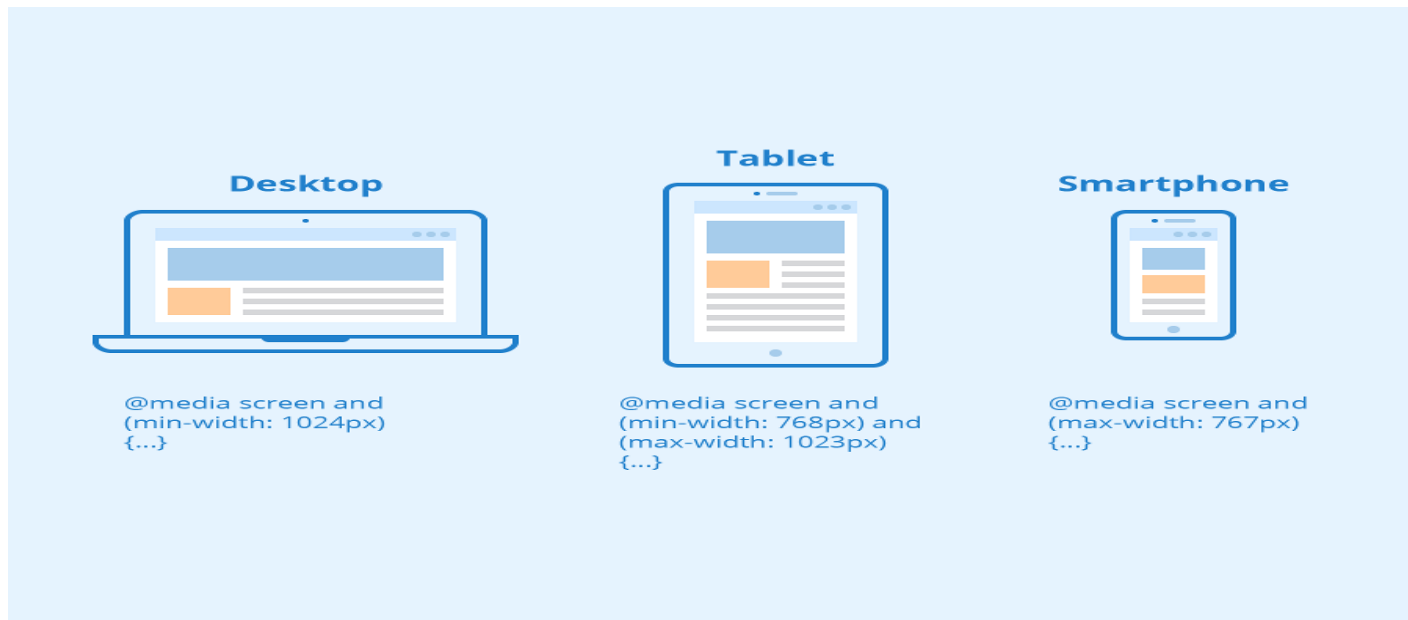 Desktop
@media screen and
(min-width: 1024px)
{...}
Tablet
@media screen and
(min-width: 768px) and
(max-width: 1023px)
{...}
Smartphone
@media screen and
(max-width: 767px)
{...}